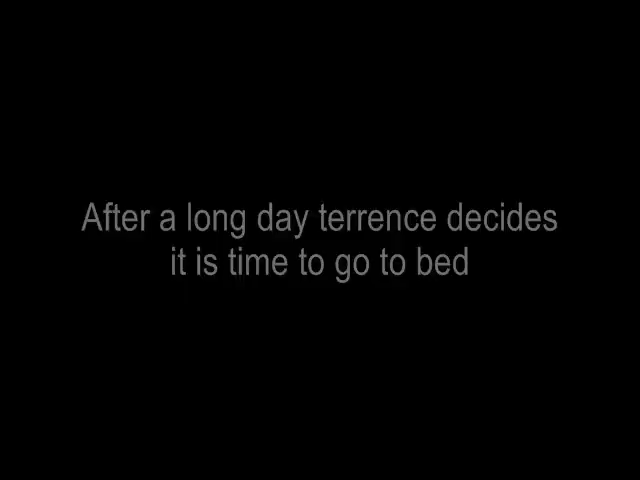 After a long day terrence decides
it is time to go to bed